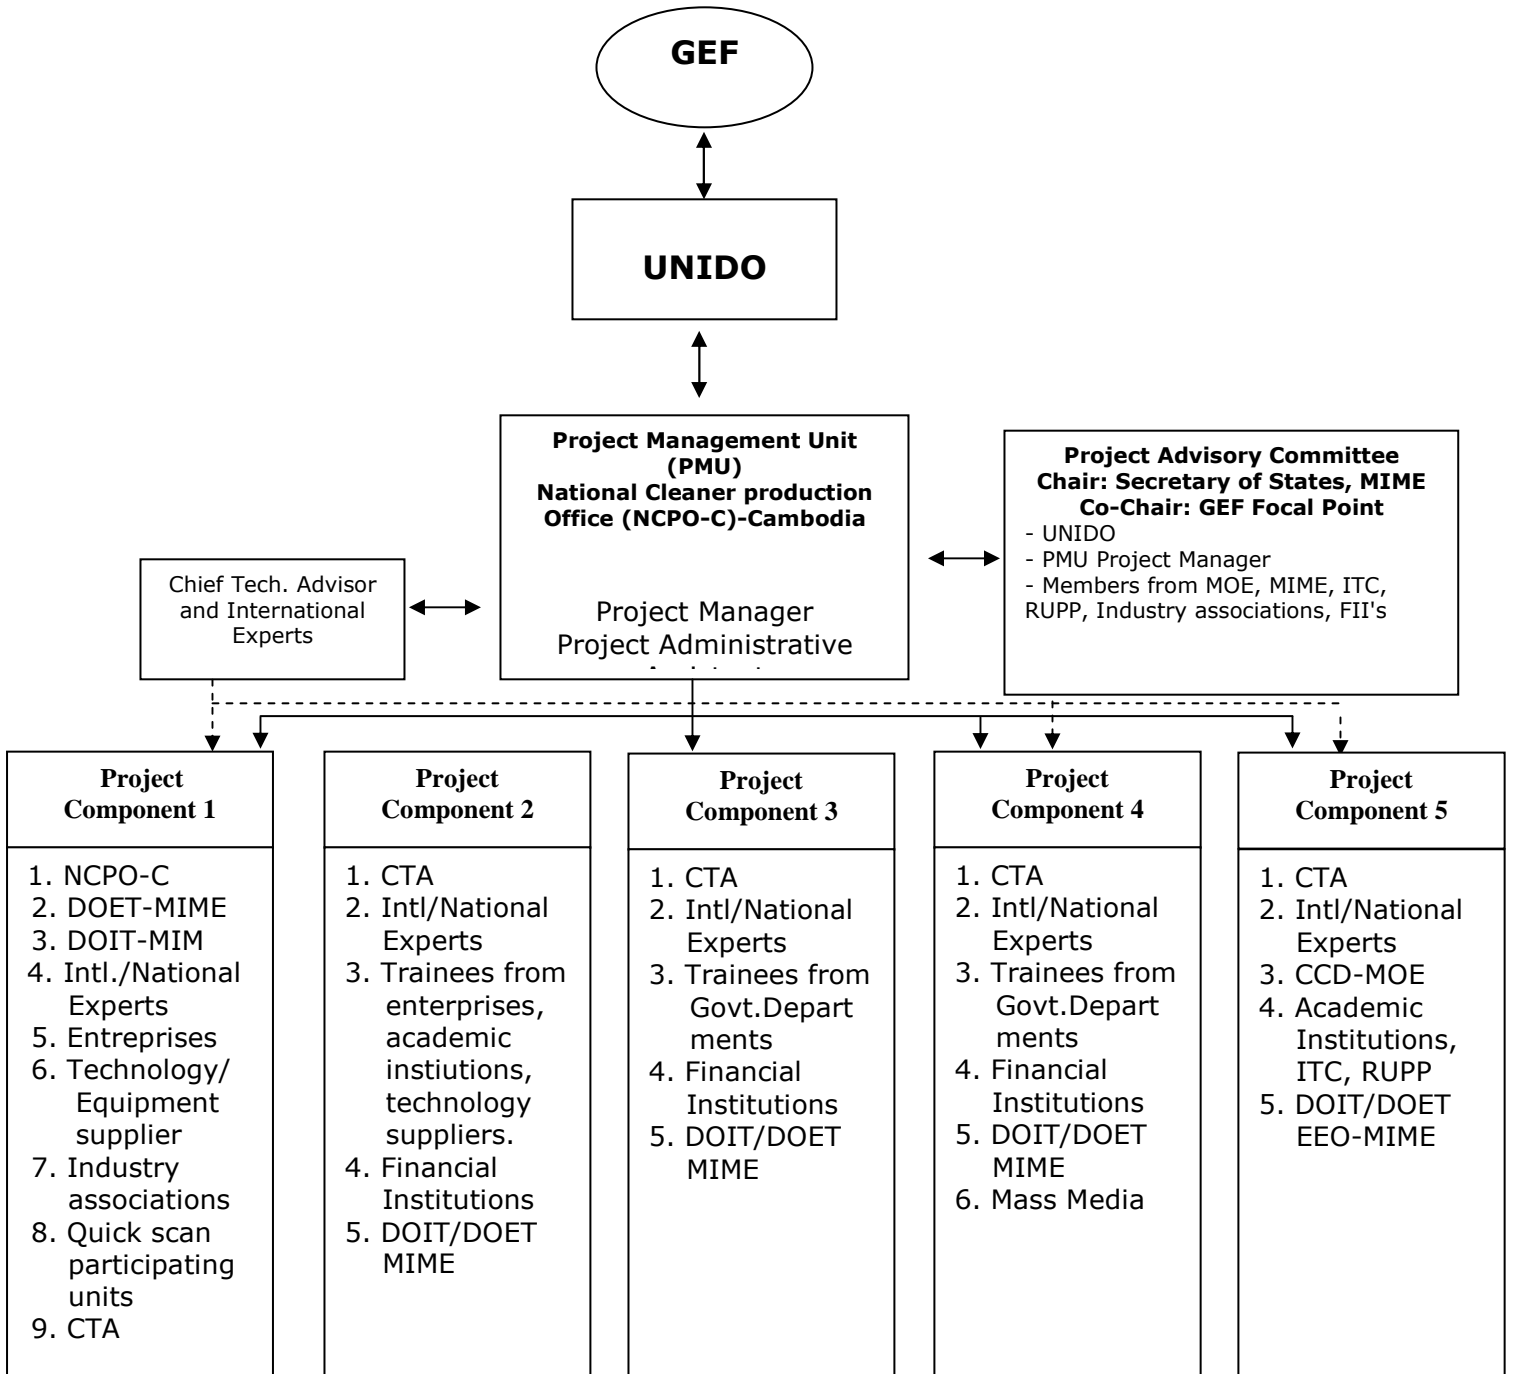 GEF
UNIDO
Project Management Unit
(PMU)
National Cleaner production
Office (NCPO-C)-Cambodia
Project Manager
Project Administrative
Project Advisory Committee
Chair: Secretary of States, MIME
Co-Chair: GEF Focal Point
- UNIDO
- PMU Project Manager
- Members from MOE, MIME, ITC,
RUPP, Industry associations, FII's
Chief Tech. Advisor
and International
Experts
Project
Component 1
1. NCPO-C
2. DOET-MIME
3. DOIT-MIM
4. Intl./National
Experts
5. Entreprises
6. Technology/
Equipment
supplier
7. Industry
associations
8. Quick scan
participating
units
9. CTA
Project
Component 2
1. CTA
2. Intl/National
Experts
3. Trainees from
enterprises,
academic
instiutions,
technology
suppliers.
4. Financial
Institutions
5. DOIT/DOET
MIME
Project
Component 3
1. CTA
2. Intl/National
Experts
3. Trainees from
Govt.Depart
ments
4. Financial
Institutions
5. DOIT/DOET
MIME
Project
Component 4
1. CTA
2. Intl/National
Experts
3. Trainees from
Govt.Depart
ments
4. Financial
Institutions
5. DOIT/DOET
MIME
6. Mass Media
Project
Component 5
1. CTA
2. Intl/National
Experts
3. CCD-MOE
4. Academic
Institutions,
ITC, RUPP
5. DOIT/DOET
EEO-MIME